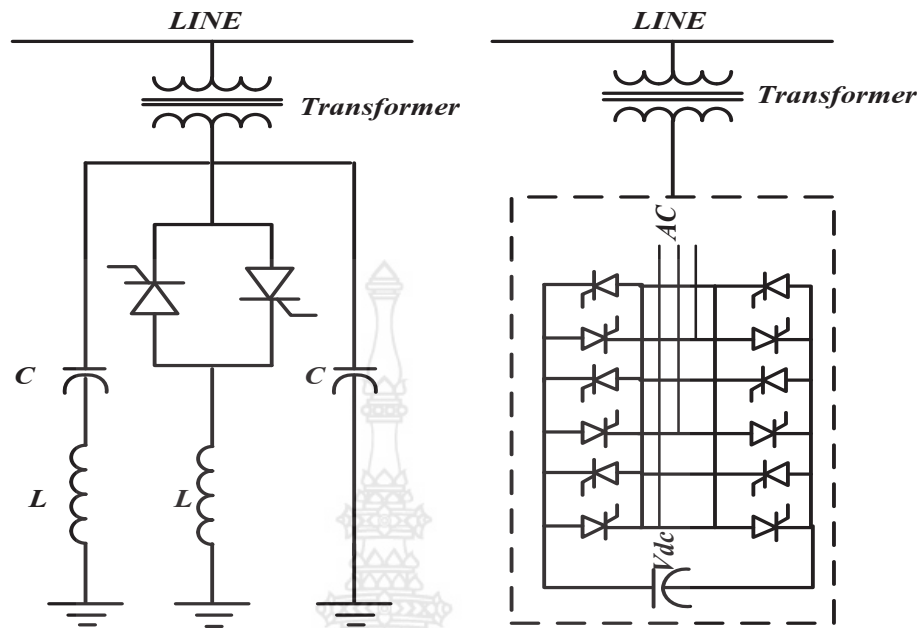 LINE
Transformer
C
C
L
L
LINE
Transformer
AC
Vdc